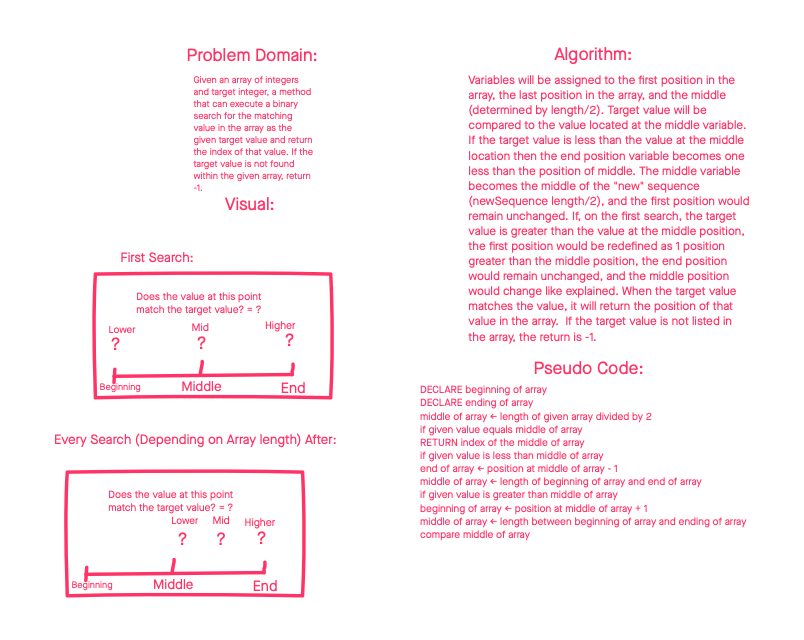 Problem Domain:
Given an array of integers
and target integer, a method
that can execute a binary
search for the matching
value in the array as the
given target value and return
the index of that value. If the
target value is not found
within the given array, return
-1.
Visual:
First Search:
Does the value at this point
match the target value? = ?
Lower
Mid
Higher
?
?
?
Beginning
Middle
End
Every Search (Depending on Array length) After:
Does the value at this point
match the target value? = ?
Lower
Mid
Higher
?
?
?
Beginning
Middle
End
Algorithm:
Variables will be assigned to the first position in the
array, the last position in the array, and the middle
(determined by length/2). Target value will be
compared to the value located at the middle variable.
If the target value is less than the value at the middle
location then the end position variable becomes one
less than the position of middle. The middle variable
becomes the middle of the "new" sequence
(newSequence length/2), and the first position would
remain unchanged. If, on the first search, the target
value is greater than the value at the middle position,
the first position would be redefined as 1 position
greater than the middle position, the end position
would remain unchanged, and the middle position
would change like explained. When the target value
matches the value, it will return the position of that
value in the array. If the target value is not listed in
the array, the return is -1.
Pseudo Code:
DECLARE beginning of array
DECLARE ending of array
middle of array ← length of given array divided by 2
if given value equals middle of array
RETURN index of the middle of array
if given value is less than middle of array
end of array ← position at middle of array - 1
middle of array ← length of beginning of array and end of array
if given value is greater than middle of array
beginning of array ← position at middle of array + 1
middle of array ← length between beginning of array and ending of array
compare middle of array